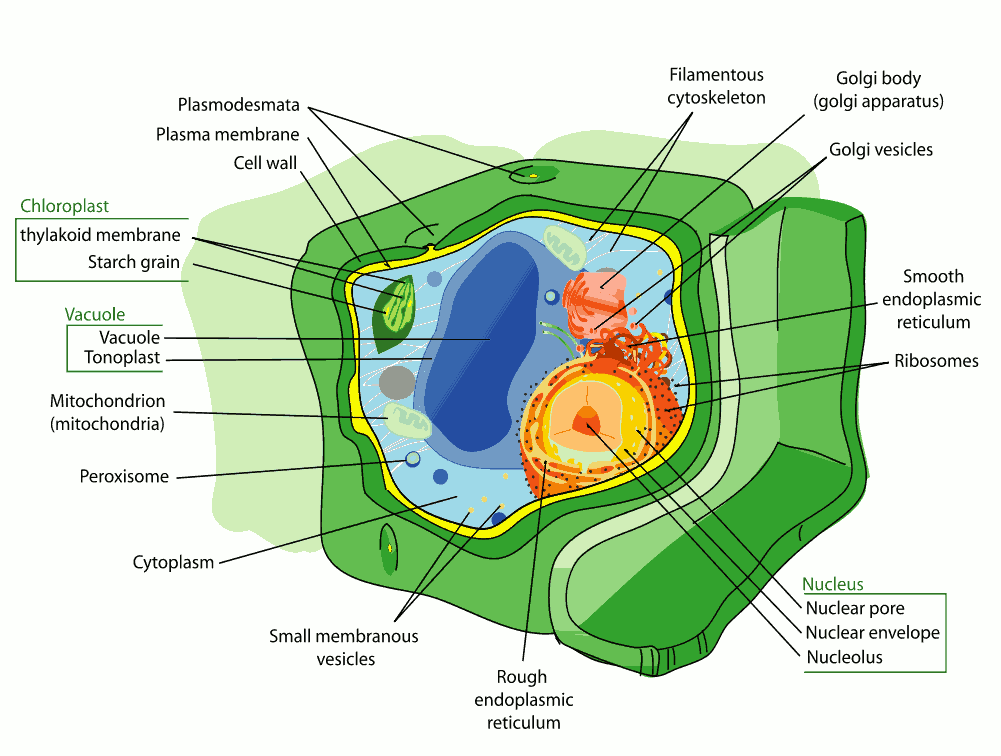 Plasmodesmata
Plasma membrane
Cell wall
Chloroplast
thylakoid membrane
Starch grain
Vacuole
Vacuole
Tonoplast
Mitochondrion
(mitochondria)
Peroxisome
Cytoplasm
Small membranous
vesicles
Rough
endoplasmic
reticulum
Filamentous
cytoskeleton
Golgi body
(golgi apparatus)
Golgi vesicles
Smooth
endoplasmic
reticulum
Ribosomes
Nucleus
Nuclear pore
Nuclear envelope
Nucleolus